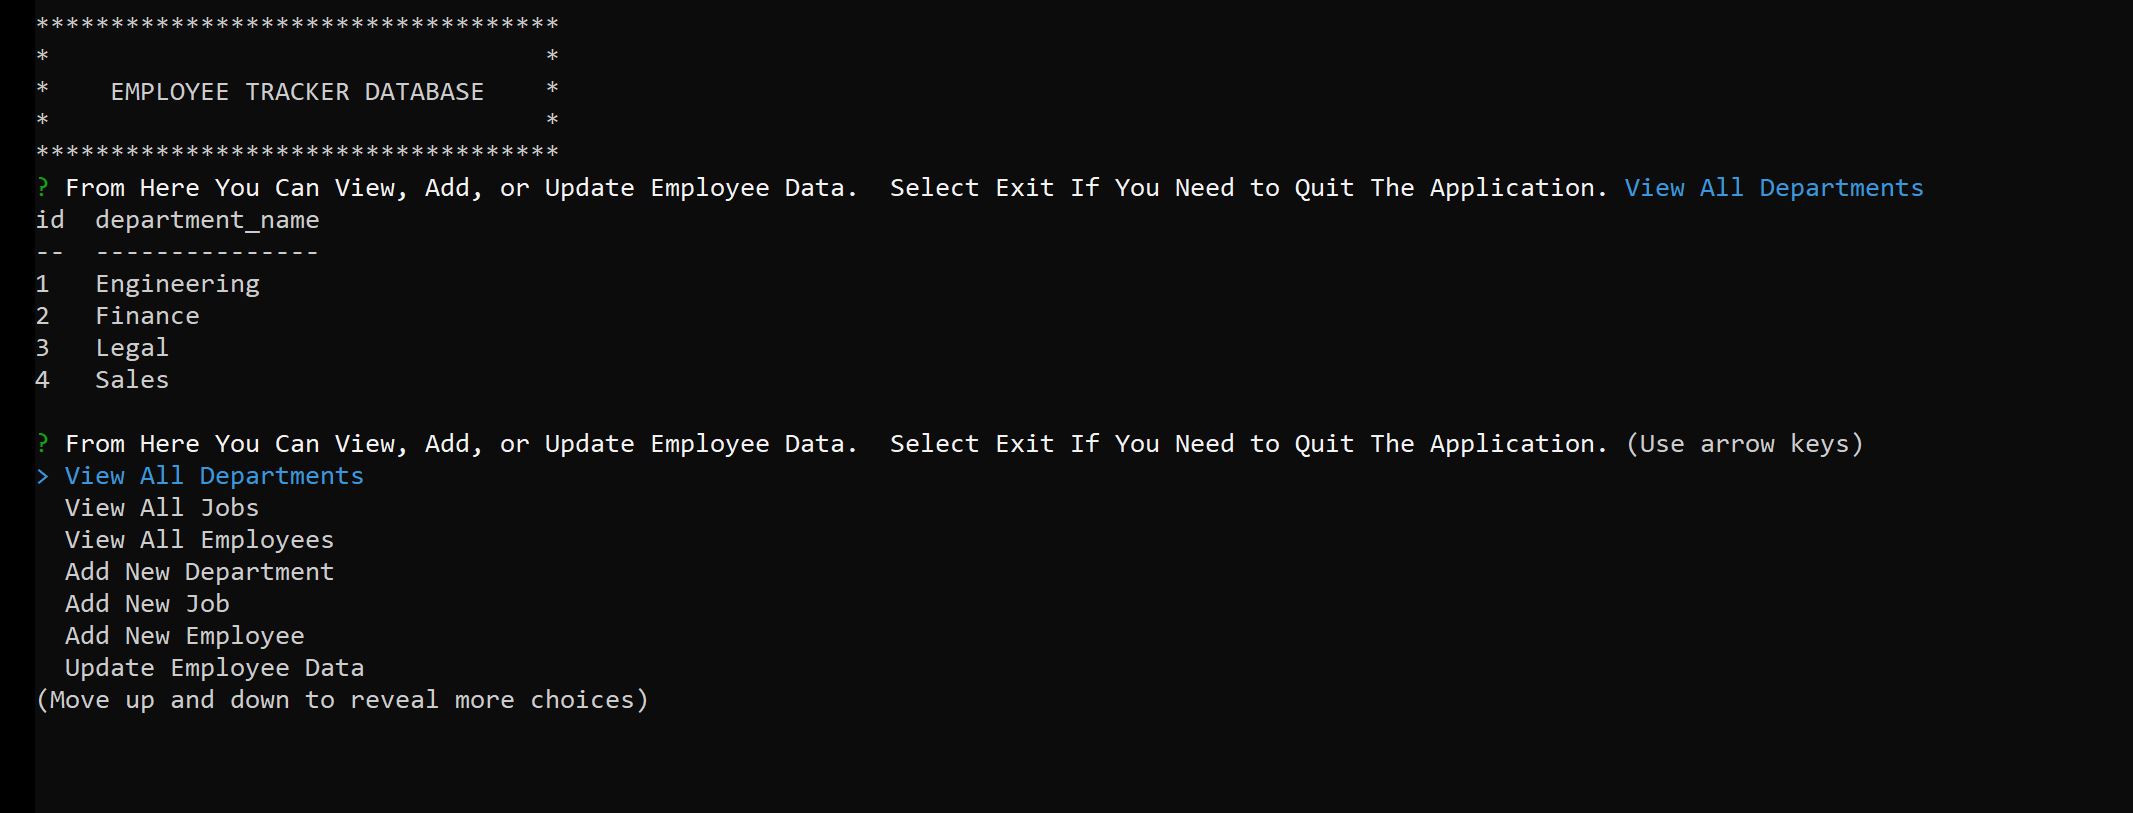 ***********************************
*                                 *
*    EMPLOYEE TRACKER DATABASE    *
*                                 *
***********************************
? From Here You Can View, Add, or Update Employee Data.  Select Exit If You Need to Quit The Application. View All Departments
id  department_name
--  ---------------
1   Engineering
2   Finance
3   Legal
4   Sales

? From Here You Can View, Add, or Update Employee Data.  Select Exit If You Need to Quit The Application. (Use arrow keys)
> View All Departments
  View All Jobs
  View All Employees
  Add New Department
  Add New Job
  Add New Employee
  Update Employee Data
(Move up and down to reveal more choices)